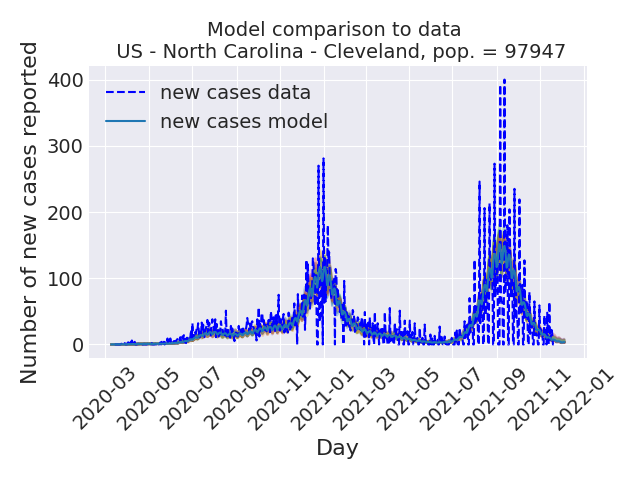 Model comparison to data
US - North Carolina - Cleveland, pop. = 97947
Number of new cases reported
400
300
200
100
0
new cases data
new cases model
2020-03
2020-05
2020-07
2020-09
2020-11
2021-01
2021-03
2021-05
2021-07
2021-09
2021-11
2022-01
Day